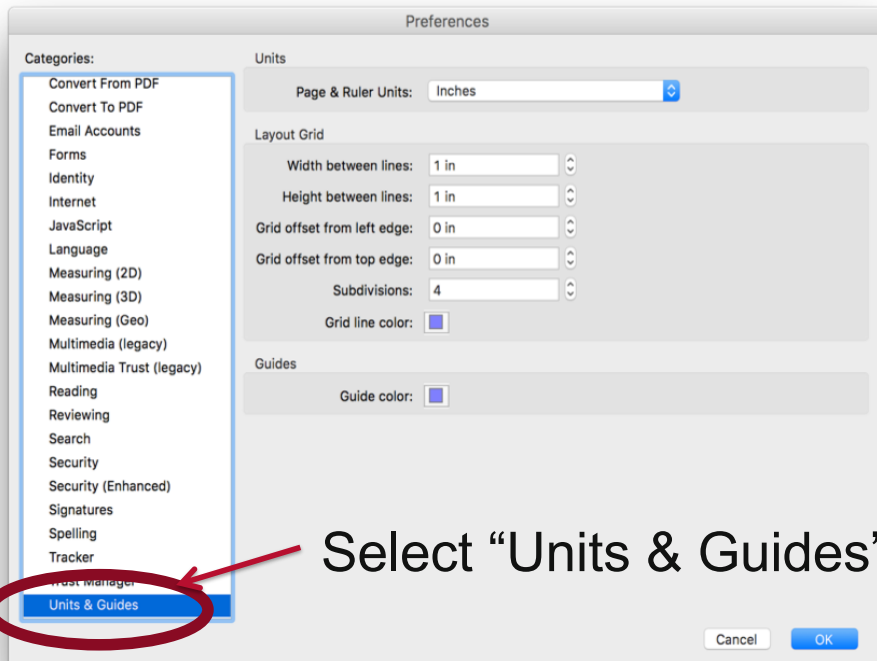 Preferences
Categories:
Convert From PDF
Convert To PDF
Email Accounts
Forms
Identity
Internet
JavaScript
Language
Measuring (2D)
Measuring (3D)
Measuring (Geo)
Multimedia (legacy)
Multimedia Trust (legacy)
Reading
Reviewing
Search
Security
Security (Enhanced)
Signatures
Spelling
Tracker
Trust Manager
Units & Guides
Units
Page & Ruler Units: Inches
Layout Grid
Width between lines: 1 in
Height between lines: 1 in
Grid offset from left edge: 0 in
Grid offset from top edge: 0 in
Subdivisions: 4
Grid line color:
Guides
Guide color:
Select “Units & Guides”
Cancel OK